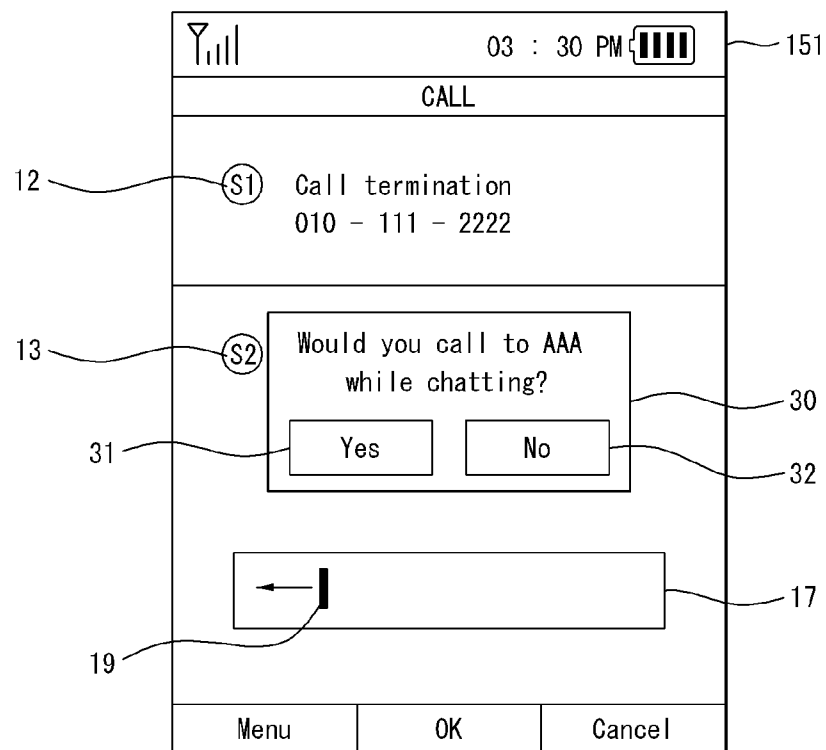 03 : 30 PM
151
CALL
12
S1
Call termination
010 - 111 - 2222
13
S2
Would you call to AAA
while chatting?
30
31
Yes
No
32
17
19
Menu
OK
Cancel